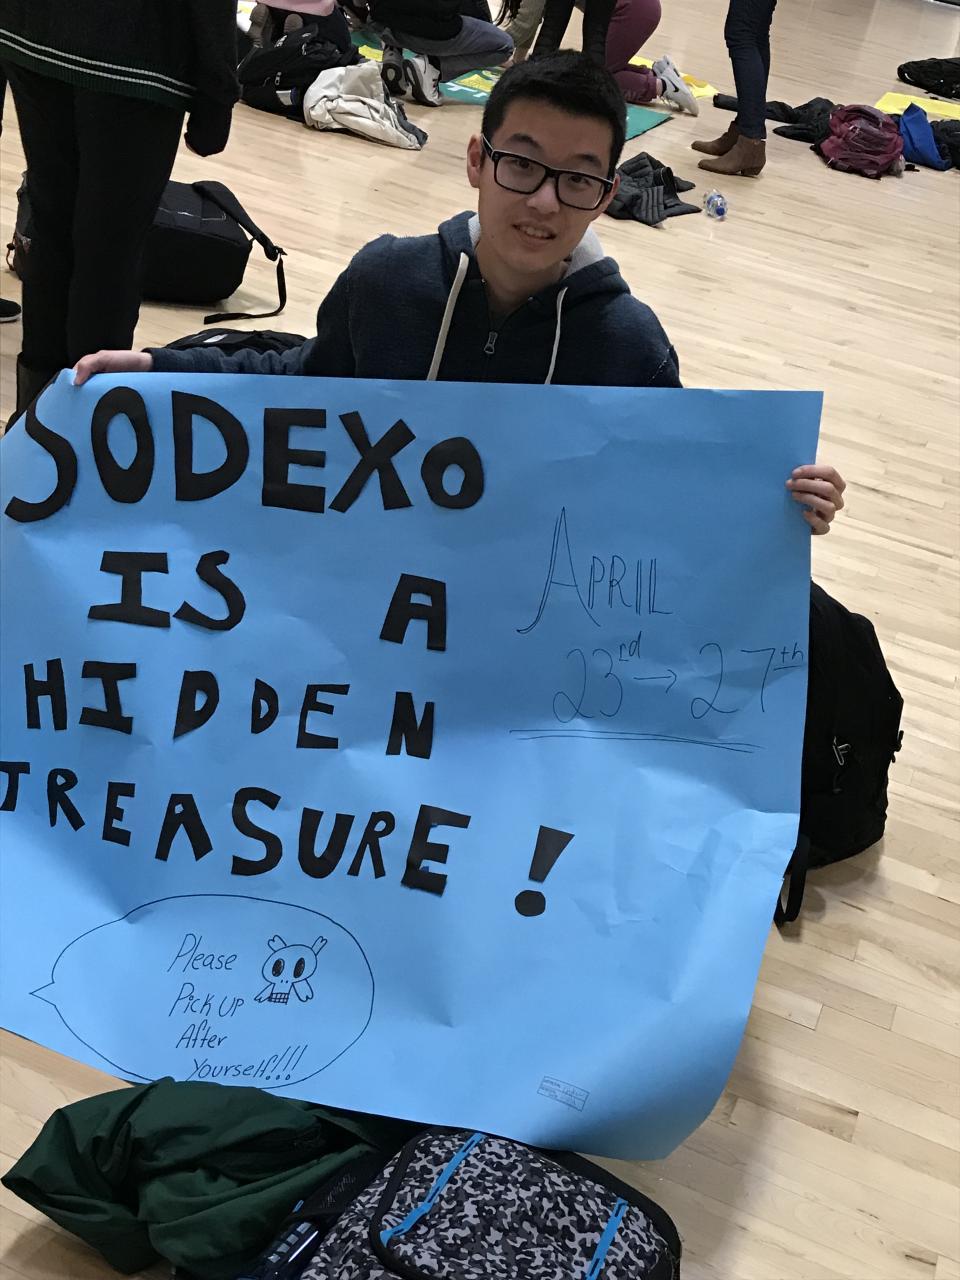 SODEXO
IS A
HIDDEN
TREASURE!
APRIL
23rd → 27th
Please
Pick UP
After
Yourself!!!